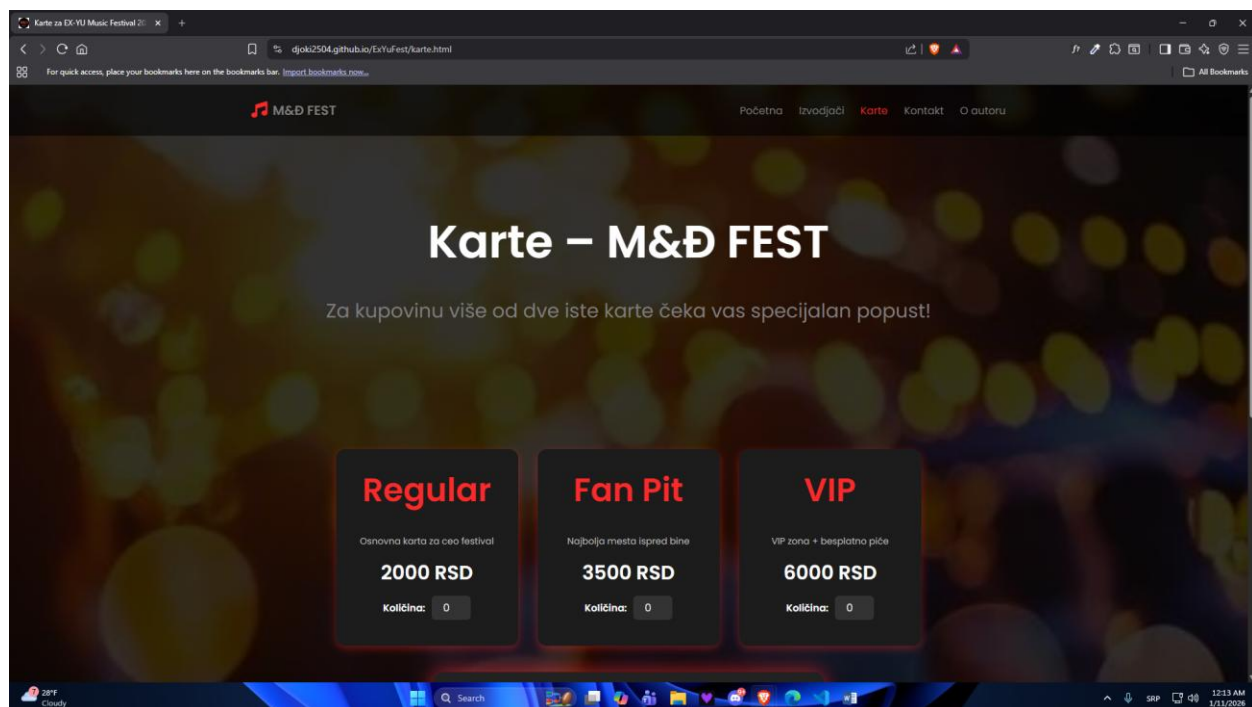 Karte za EX-YU Music Festival 20
djoki2504.github.io/ExYuFest/karte.html
For quick access, place your bookmarks here on the bookmarks bar. Import bookmarks now...
All Bookmarks
M&Đ FEST
Početna Izvodjači Karte Kontakt O autoru
Karte – M&Đ FEST
Za kupovinu više od dve iste karte čeka vas specijalan popust!
Regular
Osnovna karta za ceo festival
2000 RSD
Količina: 0
Fan Pit
Najbolja mesta ispred bine
3500 RSD
Količina: 0
VIP
VIP zona + besplatno piće
6000 RSD
Količina: 0
28°F
Cloudy
Search
SRP
12:13 AM
1/11/2026